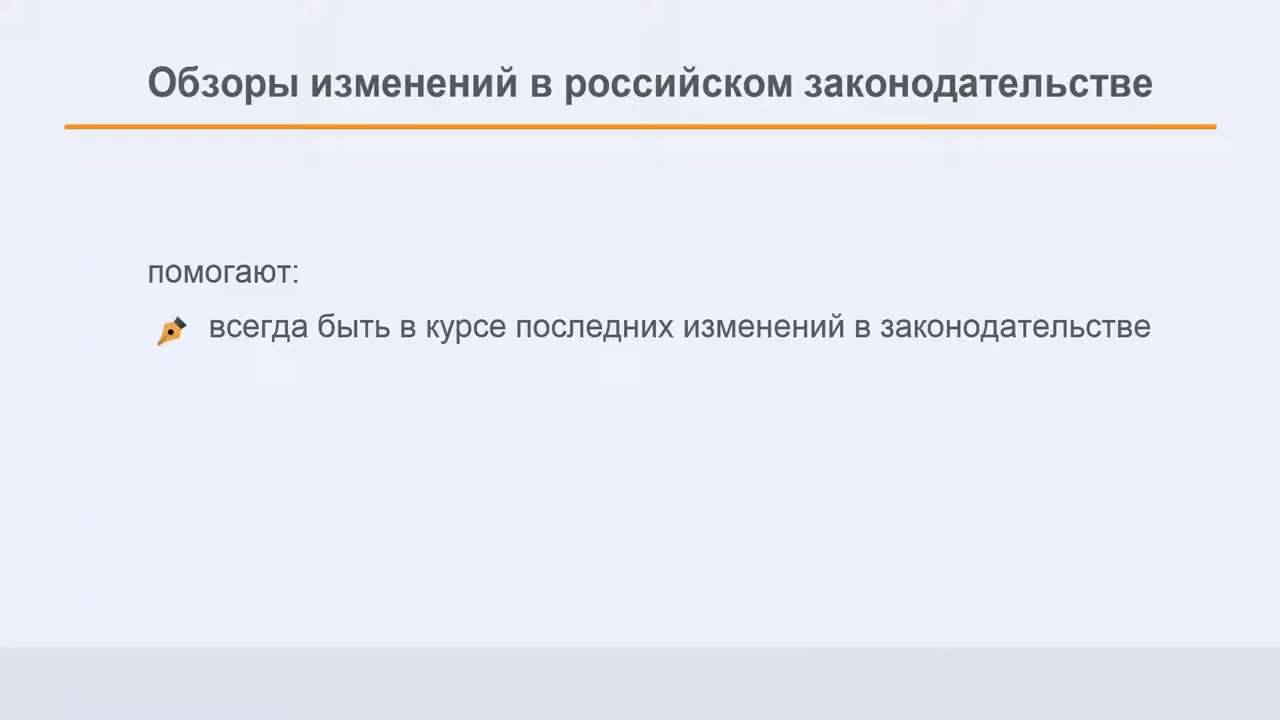 Обзоры изменений в российском законодательстве
помогают:
всегда быть в курсе последних изменений в законодательстве